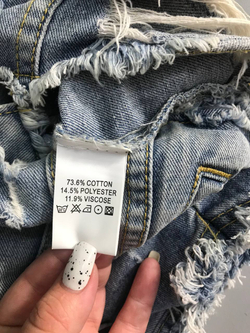 73.6% COTTON
14.5% POLYESTER
11.9% VISCOSE